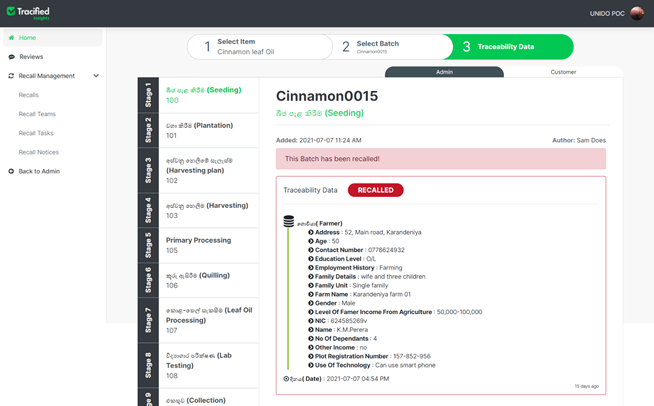 Tracified
Insights
UNIDO POC
Home
Reviews
Recall Management
Recalls
Recall Teams
Recall Tasks
Recall Notices
Back to Admin
1 Select Item
Cinnamon leaf Oil
2 Select Batch
Cinnamon0015
3 Traceability Data
Admin
Customer
Stage 1
බීජ පැළ කිරීම (Seeding)
100
Stage 2
වගා කිරීම (Plantation)
101
Stage 3
අස්වනු නෙලීමේ සැලැස්ම
(Harvesting plan)
102
Stage 4
අස්වනු නෙලීම (Harvesting)
103
Stage 5
Primary Processing
105
Stage 6
කුරු ඇසිරීම (Quilling)
106
Stage 7
කොළ-තෙල් සැකසීම (Leaf Oil
Processing)
107
Stage 8
විද්‍යාගාර පරීක්ෂණ (Lab
Testing)
108
Stage 9
එකතුව (Collection)
Cinnamon0015
බීජ පැළ කිරීම (Seeding)
Added: 2021-07-07 11:24 AM
Author: Sam Does
This Batch has been recalled!
Traceability Data RECALLED
ගොවියා( Farmer)
Address : 52, Main road, Karandeniya
Age : 50
Contact Number : 0778624932
Education Level : O/L
Employment History : Farming
Family Details : wife and three children
Family Unit : Single family
Farm Name : Karandeniya farm 01
Gender : Male
Level Of Famer Income From Agriculture : 50,000-100,000
NIC : 624585269v
Name : K.M.Perera
No Of Dependants : 4
Other Income : no
Plot Registration Number : 157-852-956
Use Of Technology : Can use smart phone
දිනය( Date) : 2021-07-07 04:54 PM
15 days ago